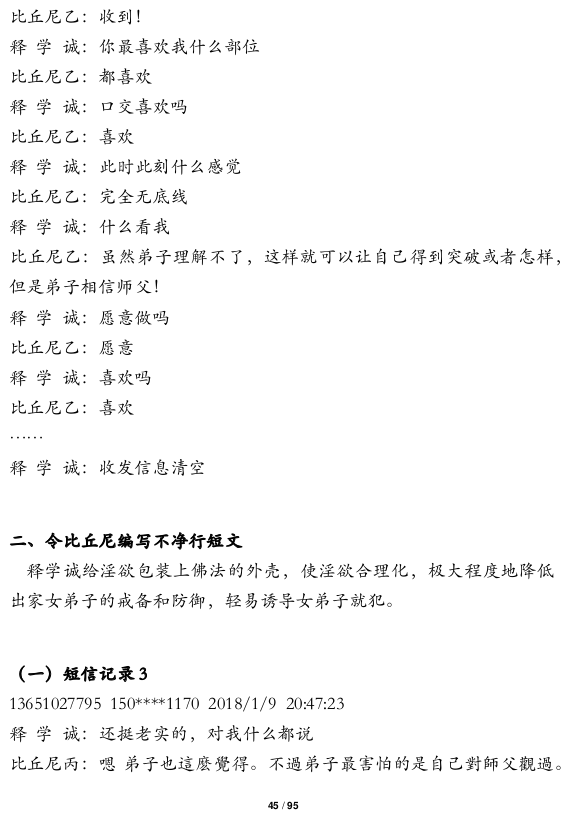 比丘尼乙：收到！
释 学 诚：你最喜欢我什么部位
比丘尼乙：都喜欢
释 学 诚：口交喜欢吗
比丘尼乙：喜欢
释 学 诚：此时此刻什么感觉
比丘尼乙：完全无底线
释 学 诚：什么看我
比丘尼乙：虽然弟子理解不了，这样就可以让自己得到突破或者怎样，
但是弟子相信师父！
释 学 诚：愿意做吗
比丘尼乙：愿意
释 学 诚：喜欢吗
比丘尼乙：喜欢
……
释 学 诚：收发信息清空
二、令比丘尼编写不净行短文
释学诚给淫欲包装上佛法的外壳，使淫欲合理化，极大程度地降低
出家女弟子的戒备和防御，轻易诱导女弟子就犯。
（一）短信记录 3
13651027795 150****1170 2018/1/9 20:47:23
释 学 诚：还挺老实的，对我什么都说
比丘尼丙：嗯 弟子也這麼覺得。不過弟子最害怕的是自己對師父觀過。
45 / 95